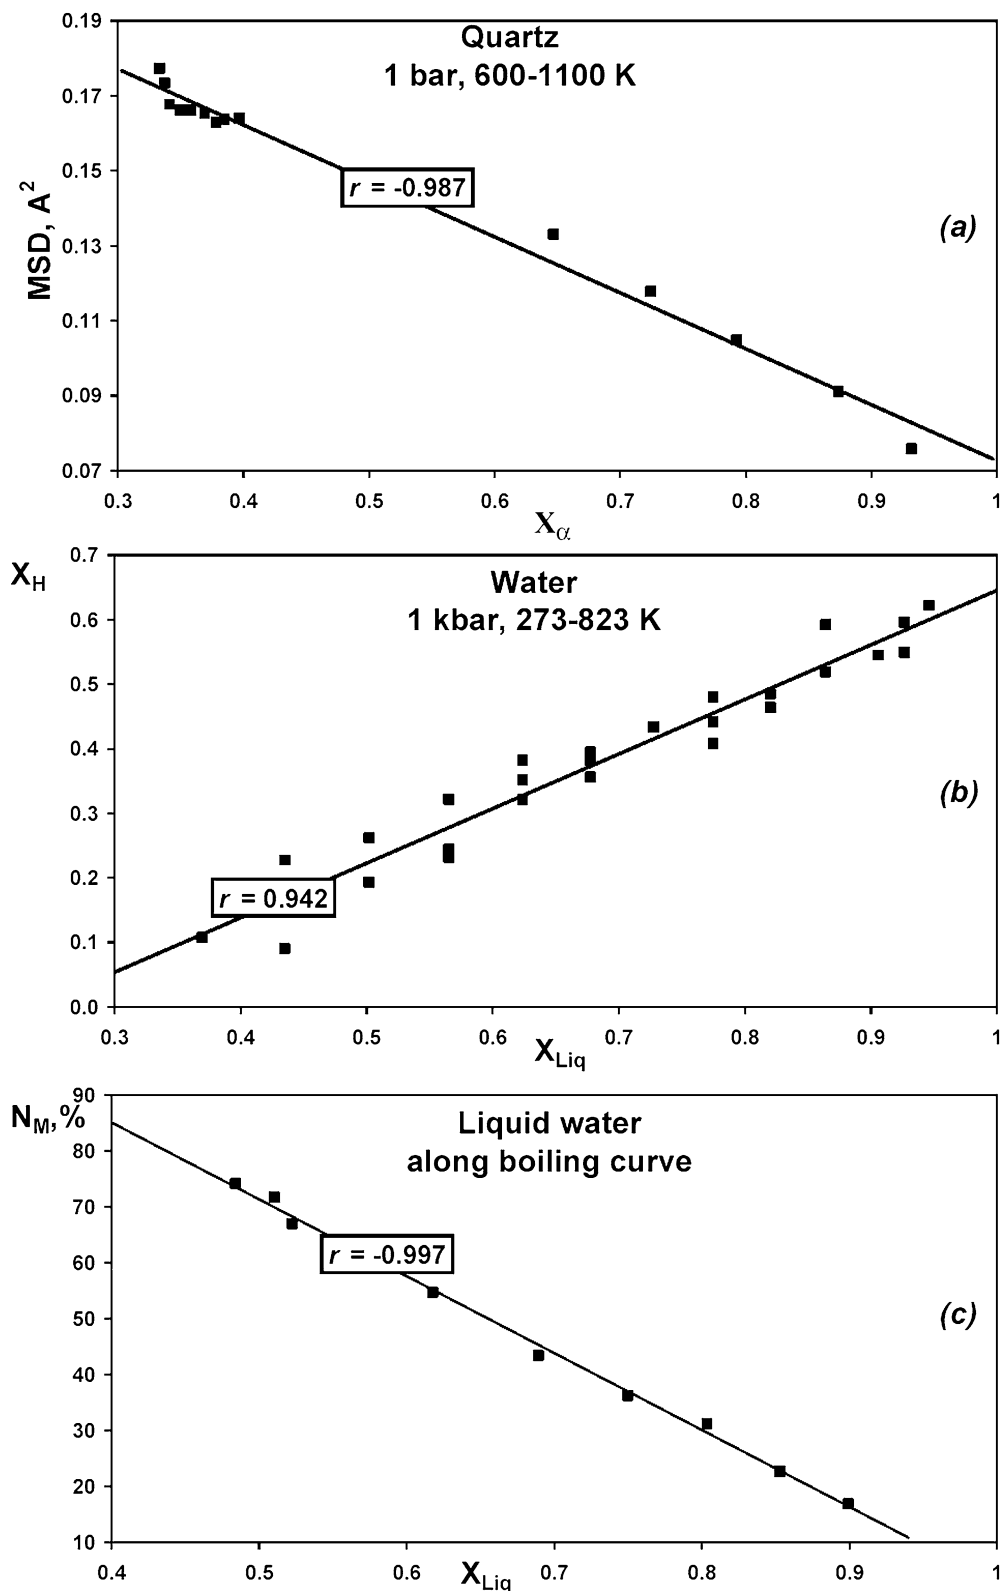 0.19
Quartz
1 bar, 600-1100 K
0.17
0.15
r = -0.987
MSD, A²
0.13
(a)
0.11
0.09
0.07
0.3 0.4 0.5 0.6 0.7 0.8 0.9 1
Xα
0.7
XH
Water
1 kbar, 273-823 K
0.6
0.5
0.4
0.3
(b)
0.2
r = 0.942
0.1
0.0
0.3 0.4 0.5 0.6 0.7 0.8 0.9 1
XLiq
90
NM,%
Liquid water
along boiling curve
80
70
60
r = -0.997
50
(c)
40
30
20
10
0.4 0.5 0.6 0.7 0.8 0.9 1
XLiq